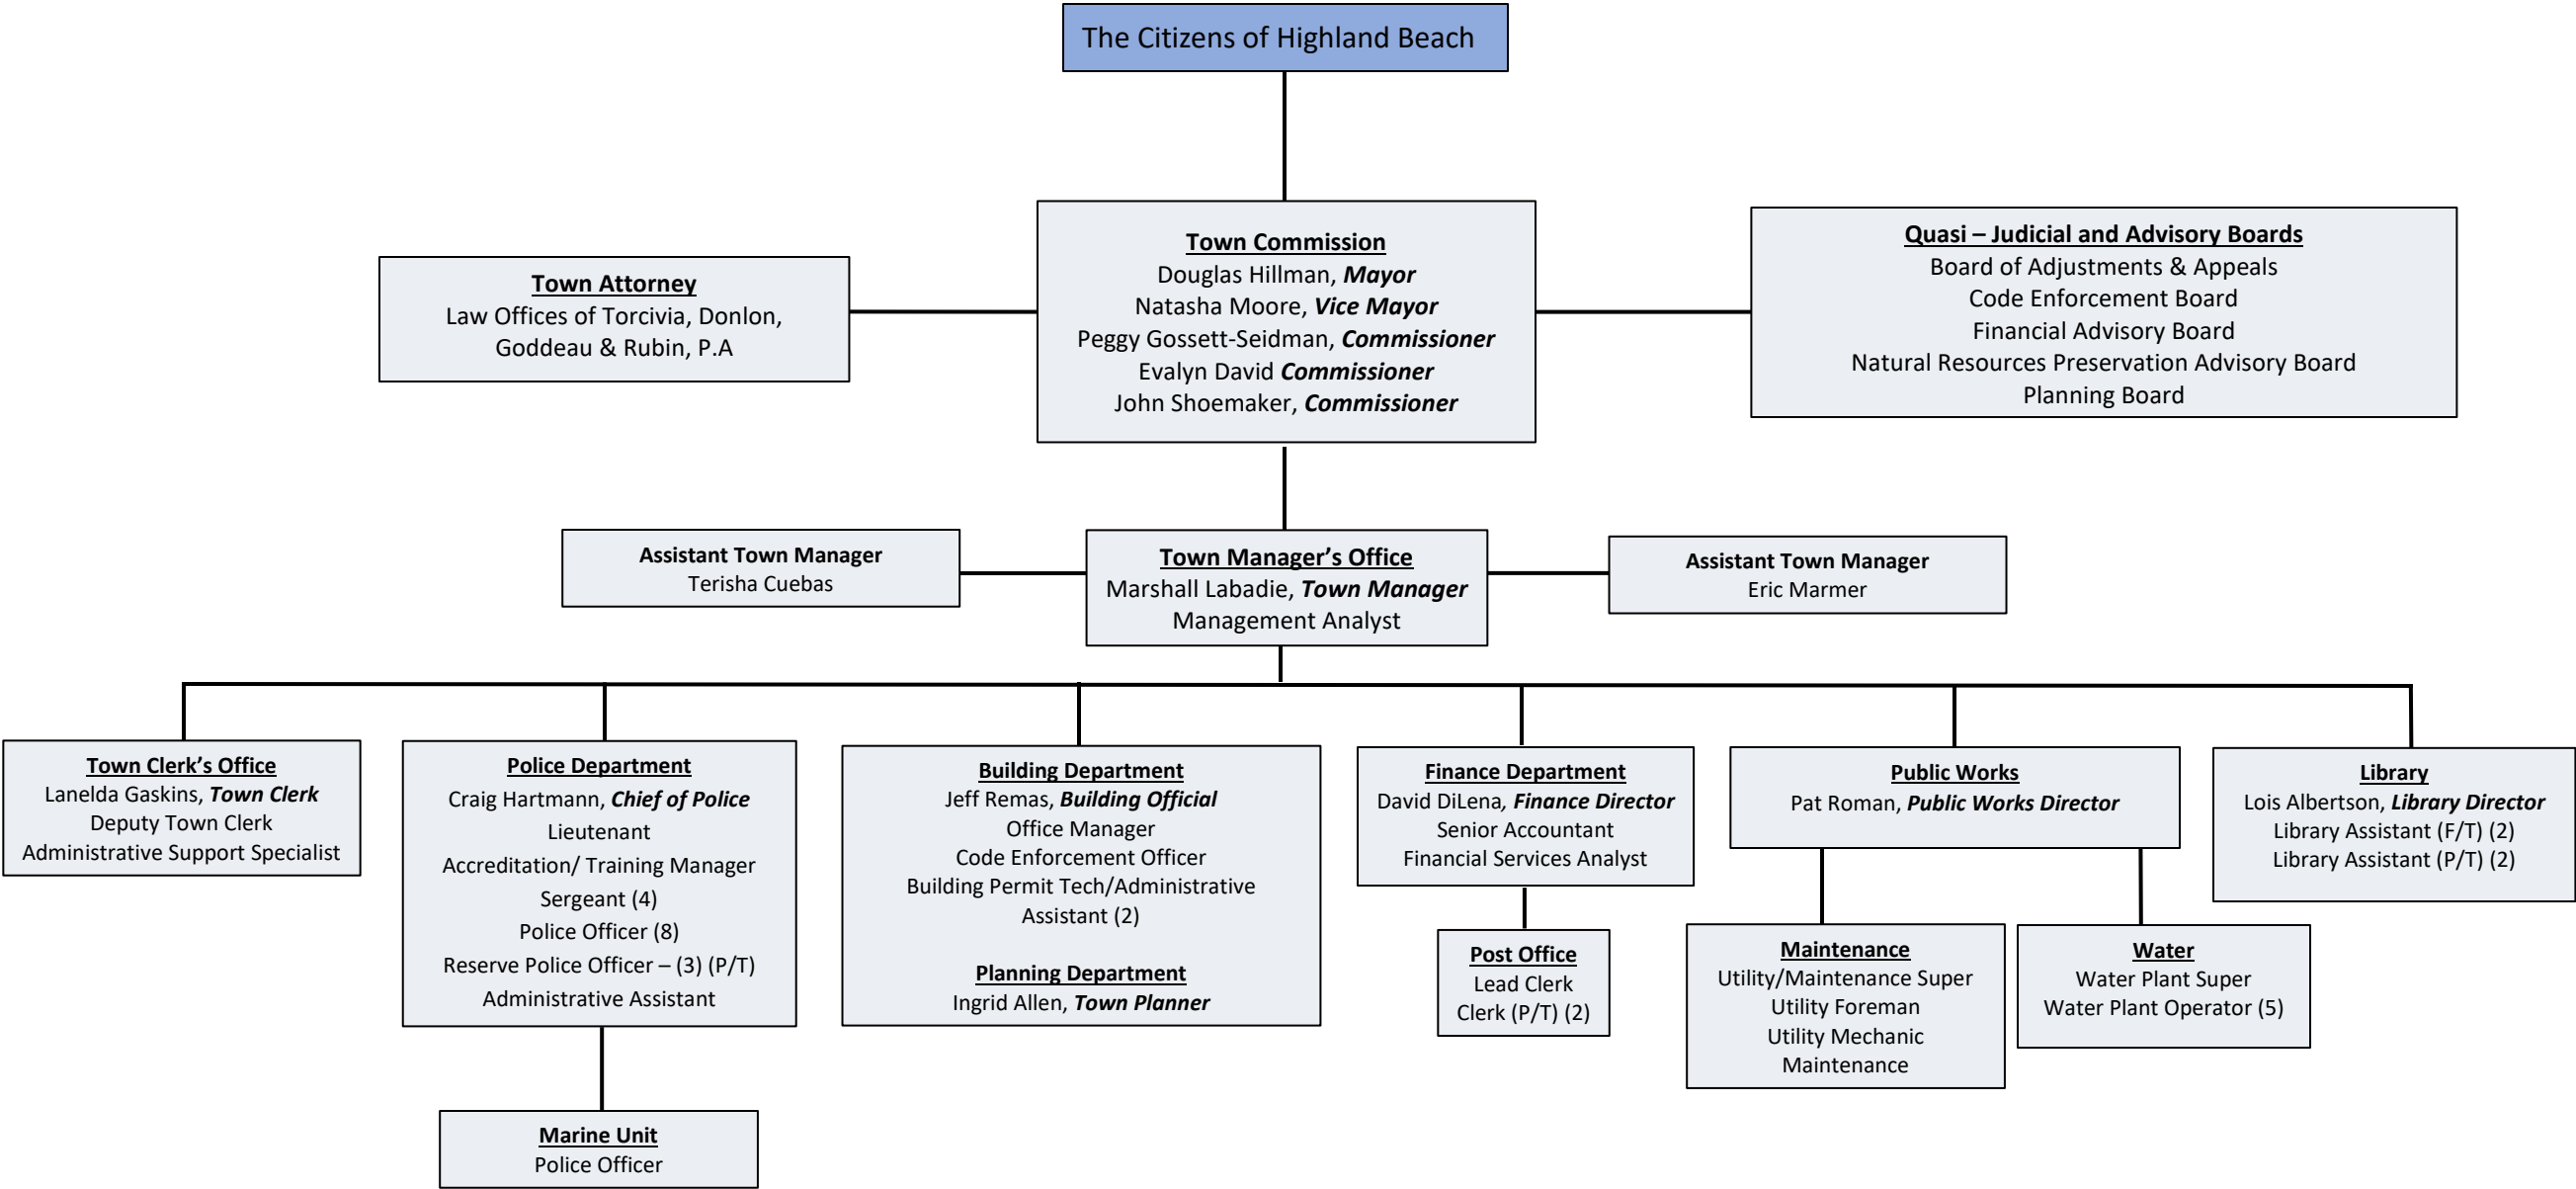 The Citizens of Highland Beach
Town Attorney
Law Offices of Torcivia, Donlon,
Goddeau & Rubin, P.A
Town Commission
Douglas Hillman, Mayor
Natasha Moore, Vice Mayor
Peggy Gossett-Seidman, Commissioner
Evalyn David Commissioner
John Shoemaker, Commissioner
Quasi – Judicial and Advisory Boards
Board of Adjustments & Appeals
Code Enforcement Board
Financial Advisory Board
Natural Resources Preservation Advisory Board
Planning Board
Assistant Town Manager
Terisha Cuebas
Town Manager’s Office
Marshall Labadie, Town Manager
Management Analyst
Assistant Town Manager
Eric Marmer
Town Clerk’s Office
Lanelda Gaskins, Town Clerk
Deputy Town Clerk
Administrative Support Specialist
Police Department
Craig Hartmann, Chief of Police
Lieutenant
Accreditation/ Training Manager
Sergeant (4)
Police Officer (8)
Reserve Police Officer – (3) (P/T)
Administrative Assistant
Marine Unit
Police Officer
Building Department
Jeff Remas, Building Official
Office Manager
Code Enforcement Officer
Building Permit Tech/Administrative
Assistant (2)
Planning Department
Ingrid Allen, Town Planner
Finance Department
David DiLena, Finance Director
Senior Accountant
Financial Services Analyst
Post Office
Lead Clerk
Clerk (P/T) (2)
Public Works
Pat Roman, Public Works Director
Maintenance
Utility/Maintenance Super
Utility Foreman
Utility Mechanic
Maintenance
Water
Water Plant Super
Water Plant Operator (5)
Library
Lois Albertson, Library Director
Library Assistant (F/T) (2)
Library Assistant (P/T) (2)